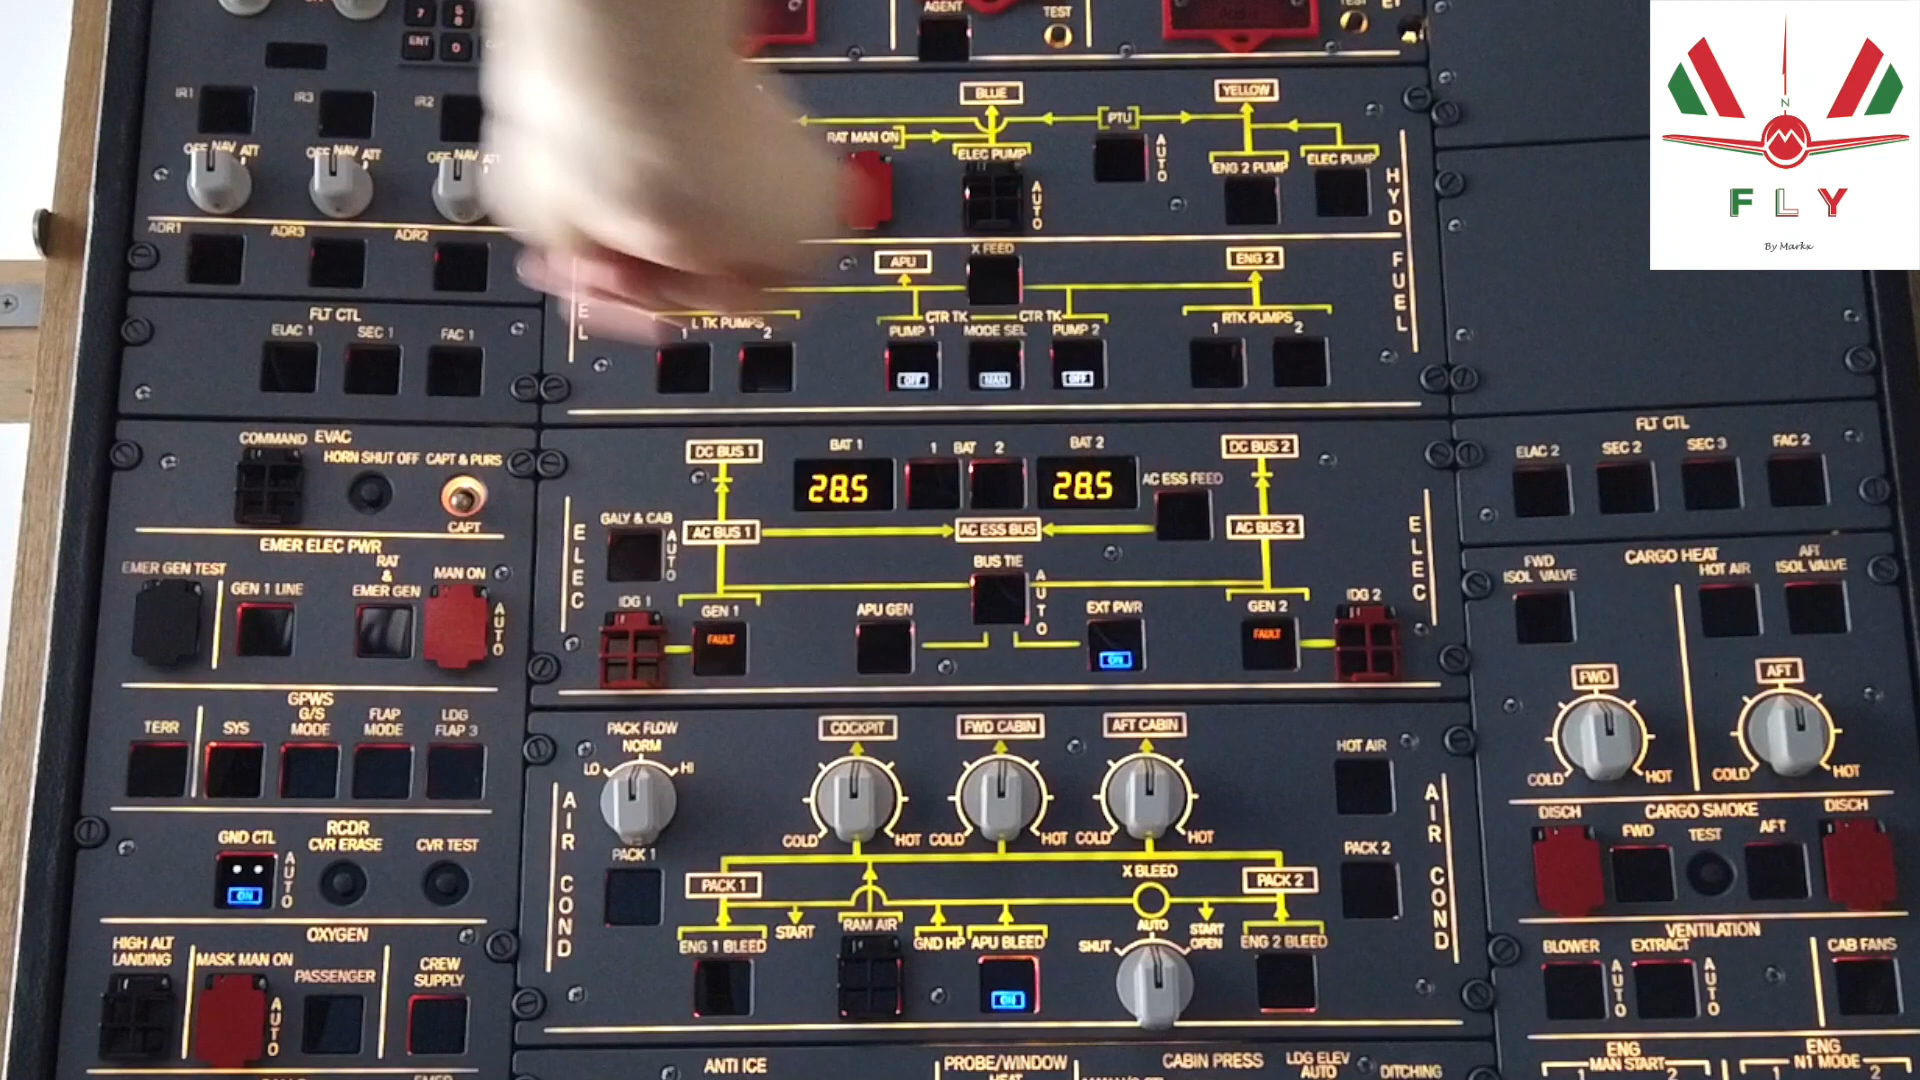 7
5
8
ENT
0
AGENT
TEST
IR1
IR3
IR2
OFF NAV ATT
OFF NAV ATT
OFF NAV ATT
ADR1
ADR3
ADR2
BLUE
YELLOW
PTU
RAT MAN ON
ELEC PUMP
AUTO
ENG 2 PUMP
ELEC PUMP
AUTO
HYD
X FEED
APU
ENG 2
FUEL
EL
L TK PUMPS
1
2
CTR TK
CTR TK
PUMP 1
MODE SEL
PUMP 2
RTK PUMPS
1
2
OFF
MAN
OFF
FLT CTL
ELAC 1
SEC 1
FAC 1
COMMAND
EVAC
HORN SHUT OFF
CAPT & PURS
CAPT
EMER ELEC PWR
EMER GEN TEST
GEN 1 LINE
RAT
&
EMER GEN
MAN ON
AUTO
DC BUS 1
BAT 1
1
BAT
2
BAT 2
DC BUS 2
28.5
28.5
AC ESS FEED
GALY & CAB
AUTO
AC BUS 1
AC ESS BUS
AC BUS 2
ELEC
ELEC
BUS TIE
AUTO
IDG 1
GEN 1
APU GEN
EXT PWR
GEN 2
IDG 2
FAULT
ON
FAULT
FLT CTL
ELAC 2
SEC 2
SEC 3
FAC 2
CARGO HEAT
FWD
ISOL VALVE
HOT AIR
AFT
ISOL VALVE
FWD
AFT
COLD
HOT
COLD
HOT
GPWS
TERR
SYS
G/S
MODE
FLAP
MODE
LDG
FLAP 3
PACK FLOW
NORM
LO
HI
COCKPIT
FWD CABIN
AFT CABIN
HOT AIR
COLD
HOT
COLD
HOT
COLD
HOT
AIR COND
AIR COND
PACK 1
PACK 2
PACK 1
X BLEED
PACK 2
START
RAM AIR
GND HP
APU BLEED
AUTO
SHUT
START
OPEN
ENG 1 BLEED
ENG 2 BLEED
ON
RCDR
GND CTL
AUTO
CVR ERASE
CVR TEST
ON
OXYGEN
HIGH ALT
LANDING
MASK MAN ON
AUTO
PASSENGER
CREW
SUPPLY
CARGO SMOKE
DISCH
FWD
TEST
AFT
DISCH
VENTILATION
BLOWER
AUTO
EXTRACT
AUTO
CAB FANS
ANTI ICE
PROBE/WINDOW
HEAT
CABIN PRESS
LDG ELEV
AUTO
DITCHING
ENG
MAN START
1
2
ENG
N1 MODE
1
2
N
M
FLY
By Markx